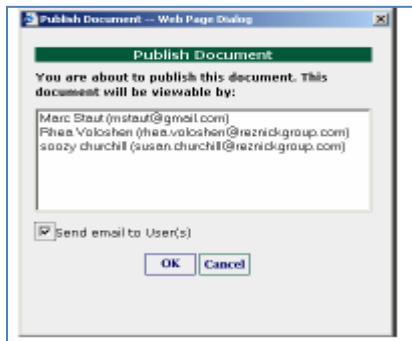 Publish Document -- Web Page Dialog
Publish Document
You are about to publish this document. This
document will be viewable by:
Marc Staut (mstaut@gmail.com)
Rhea Voloshen (rhea.voloshen@reznickgroup.com)
soozy churchill (susan.churchill@reznickgroup.com)
Send email to User(s)
OK Cancel